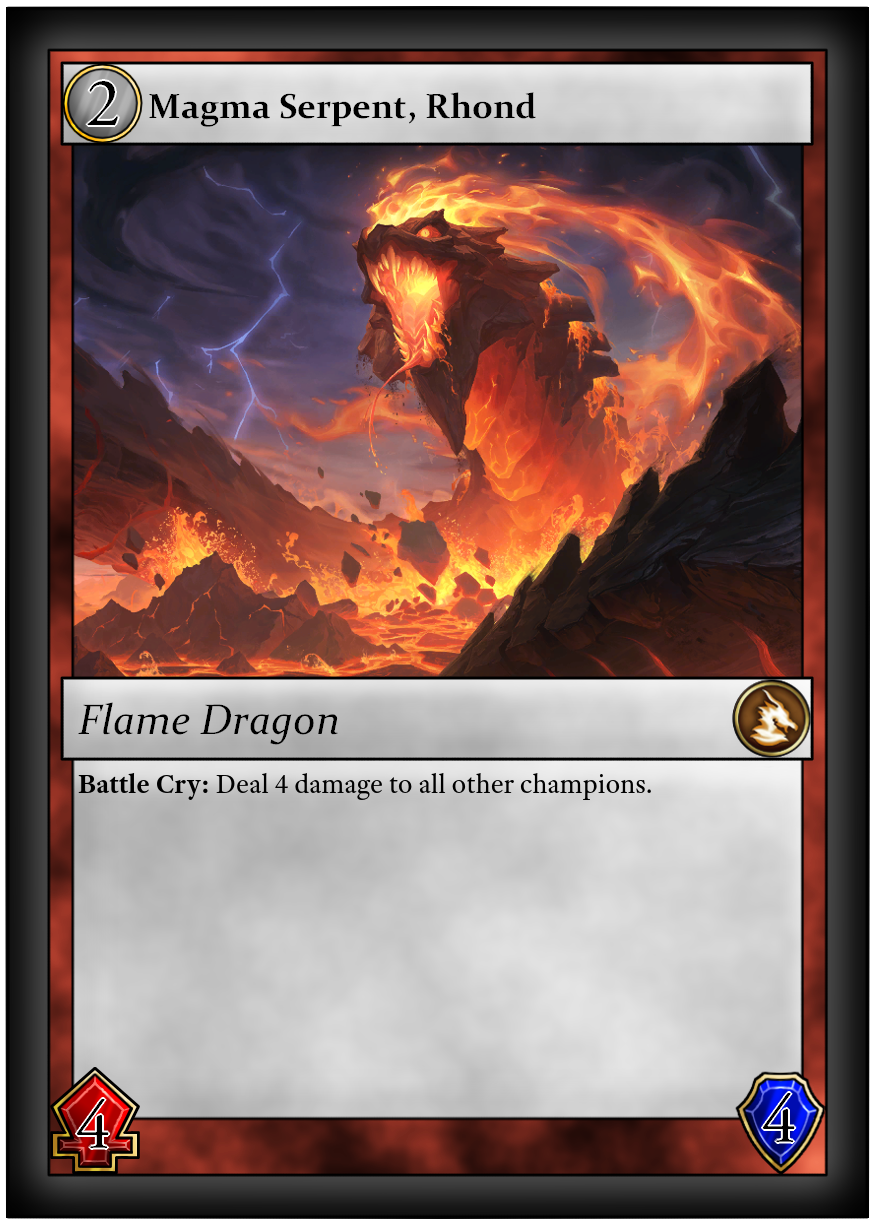 2 Magma Serpent, Rhond
Flame Dragon
Battle Cry: Deal 4 damage to all other champions.
4
4